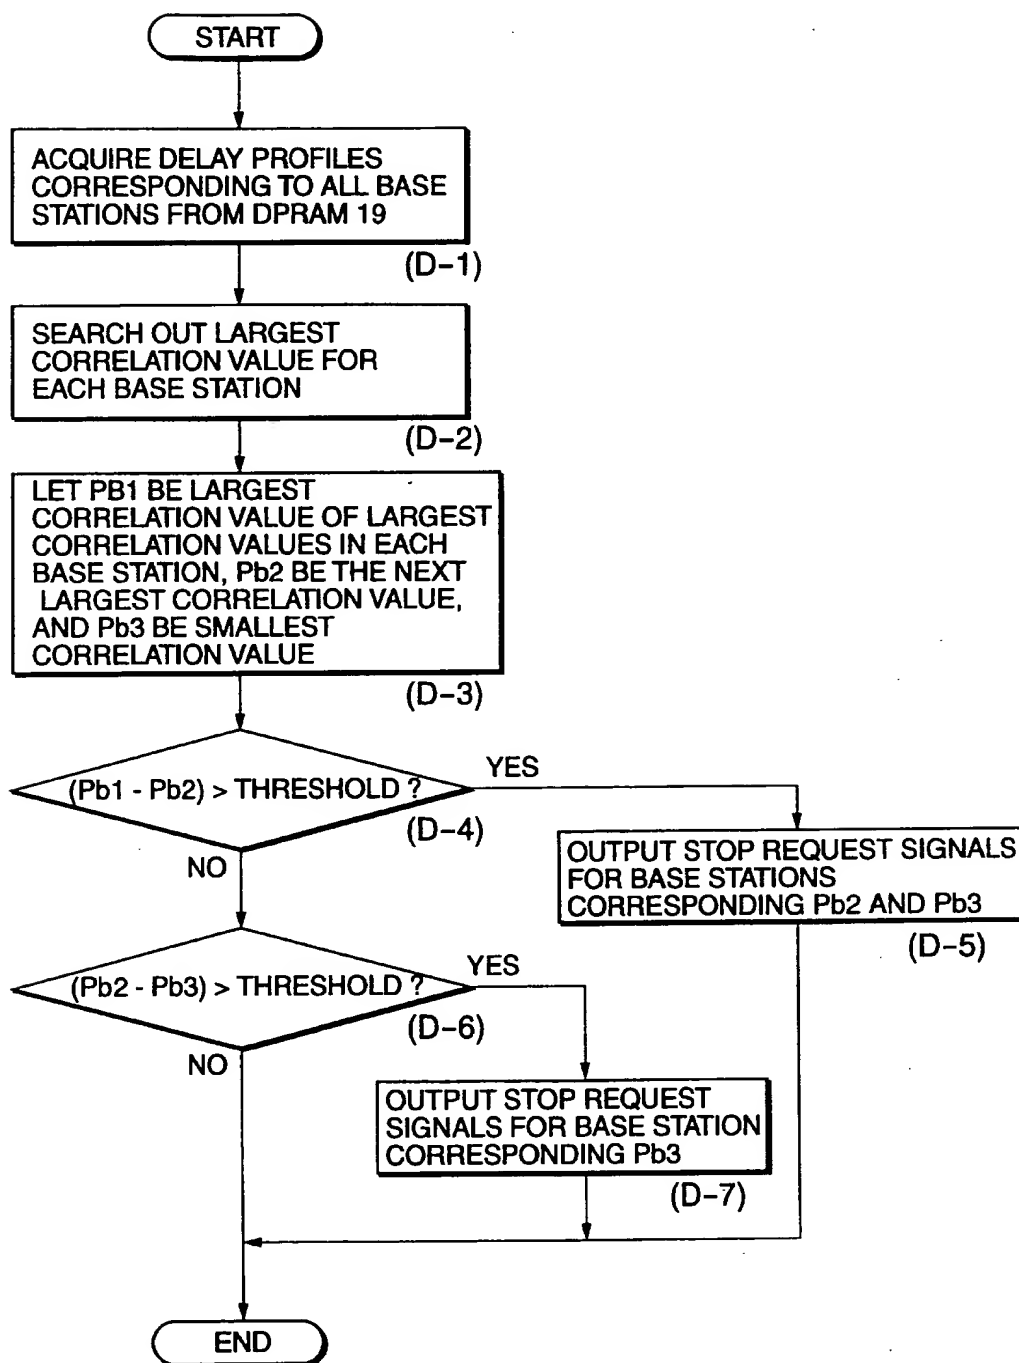 START
ACQUIRE DELAY PROFILES
CORRESPONDING TO ALL BASE
STATIONS FROM DPRAM 19
(D-1)
SEARCH OUT LARGEST
CORRELATION VALUE FOR
EACH BASE STATION
(D-2)
LET PB1 BE LARGEST
CORRELATION VALUE OF LARGEST
CORRELATION VALUES IN EACH
BASE STATION, Pb2 BE THE NEXT
LARGEST CORRELATION VALUE,
AND Pb3 BE SMALLEST
CORRELATION VALUE
(D-3)
(Pb1 - Pb2) > THRESHOLD ?
YES
(D-4)
NO
OUTPUT STOP REQUEST SIGNALS
FOR BASE STATIONS
CORRESPONDING Pb2 AND Pb3
(D-5)
(Pb2 - Pb3) > THRESHOLD ?
YES
(D-6)
NO
OUTPUT STOP REQUEST
SIGNALS FOR BASE STATION
CORRESPONDING Pb3
(D-7)
END